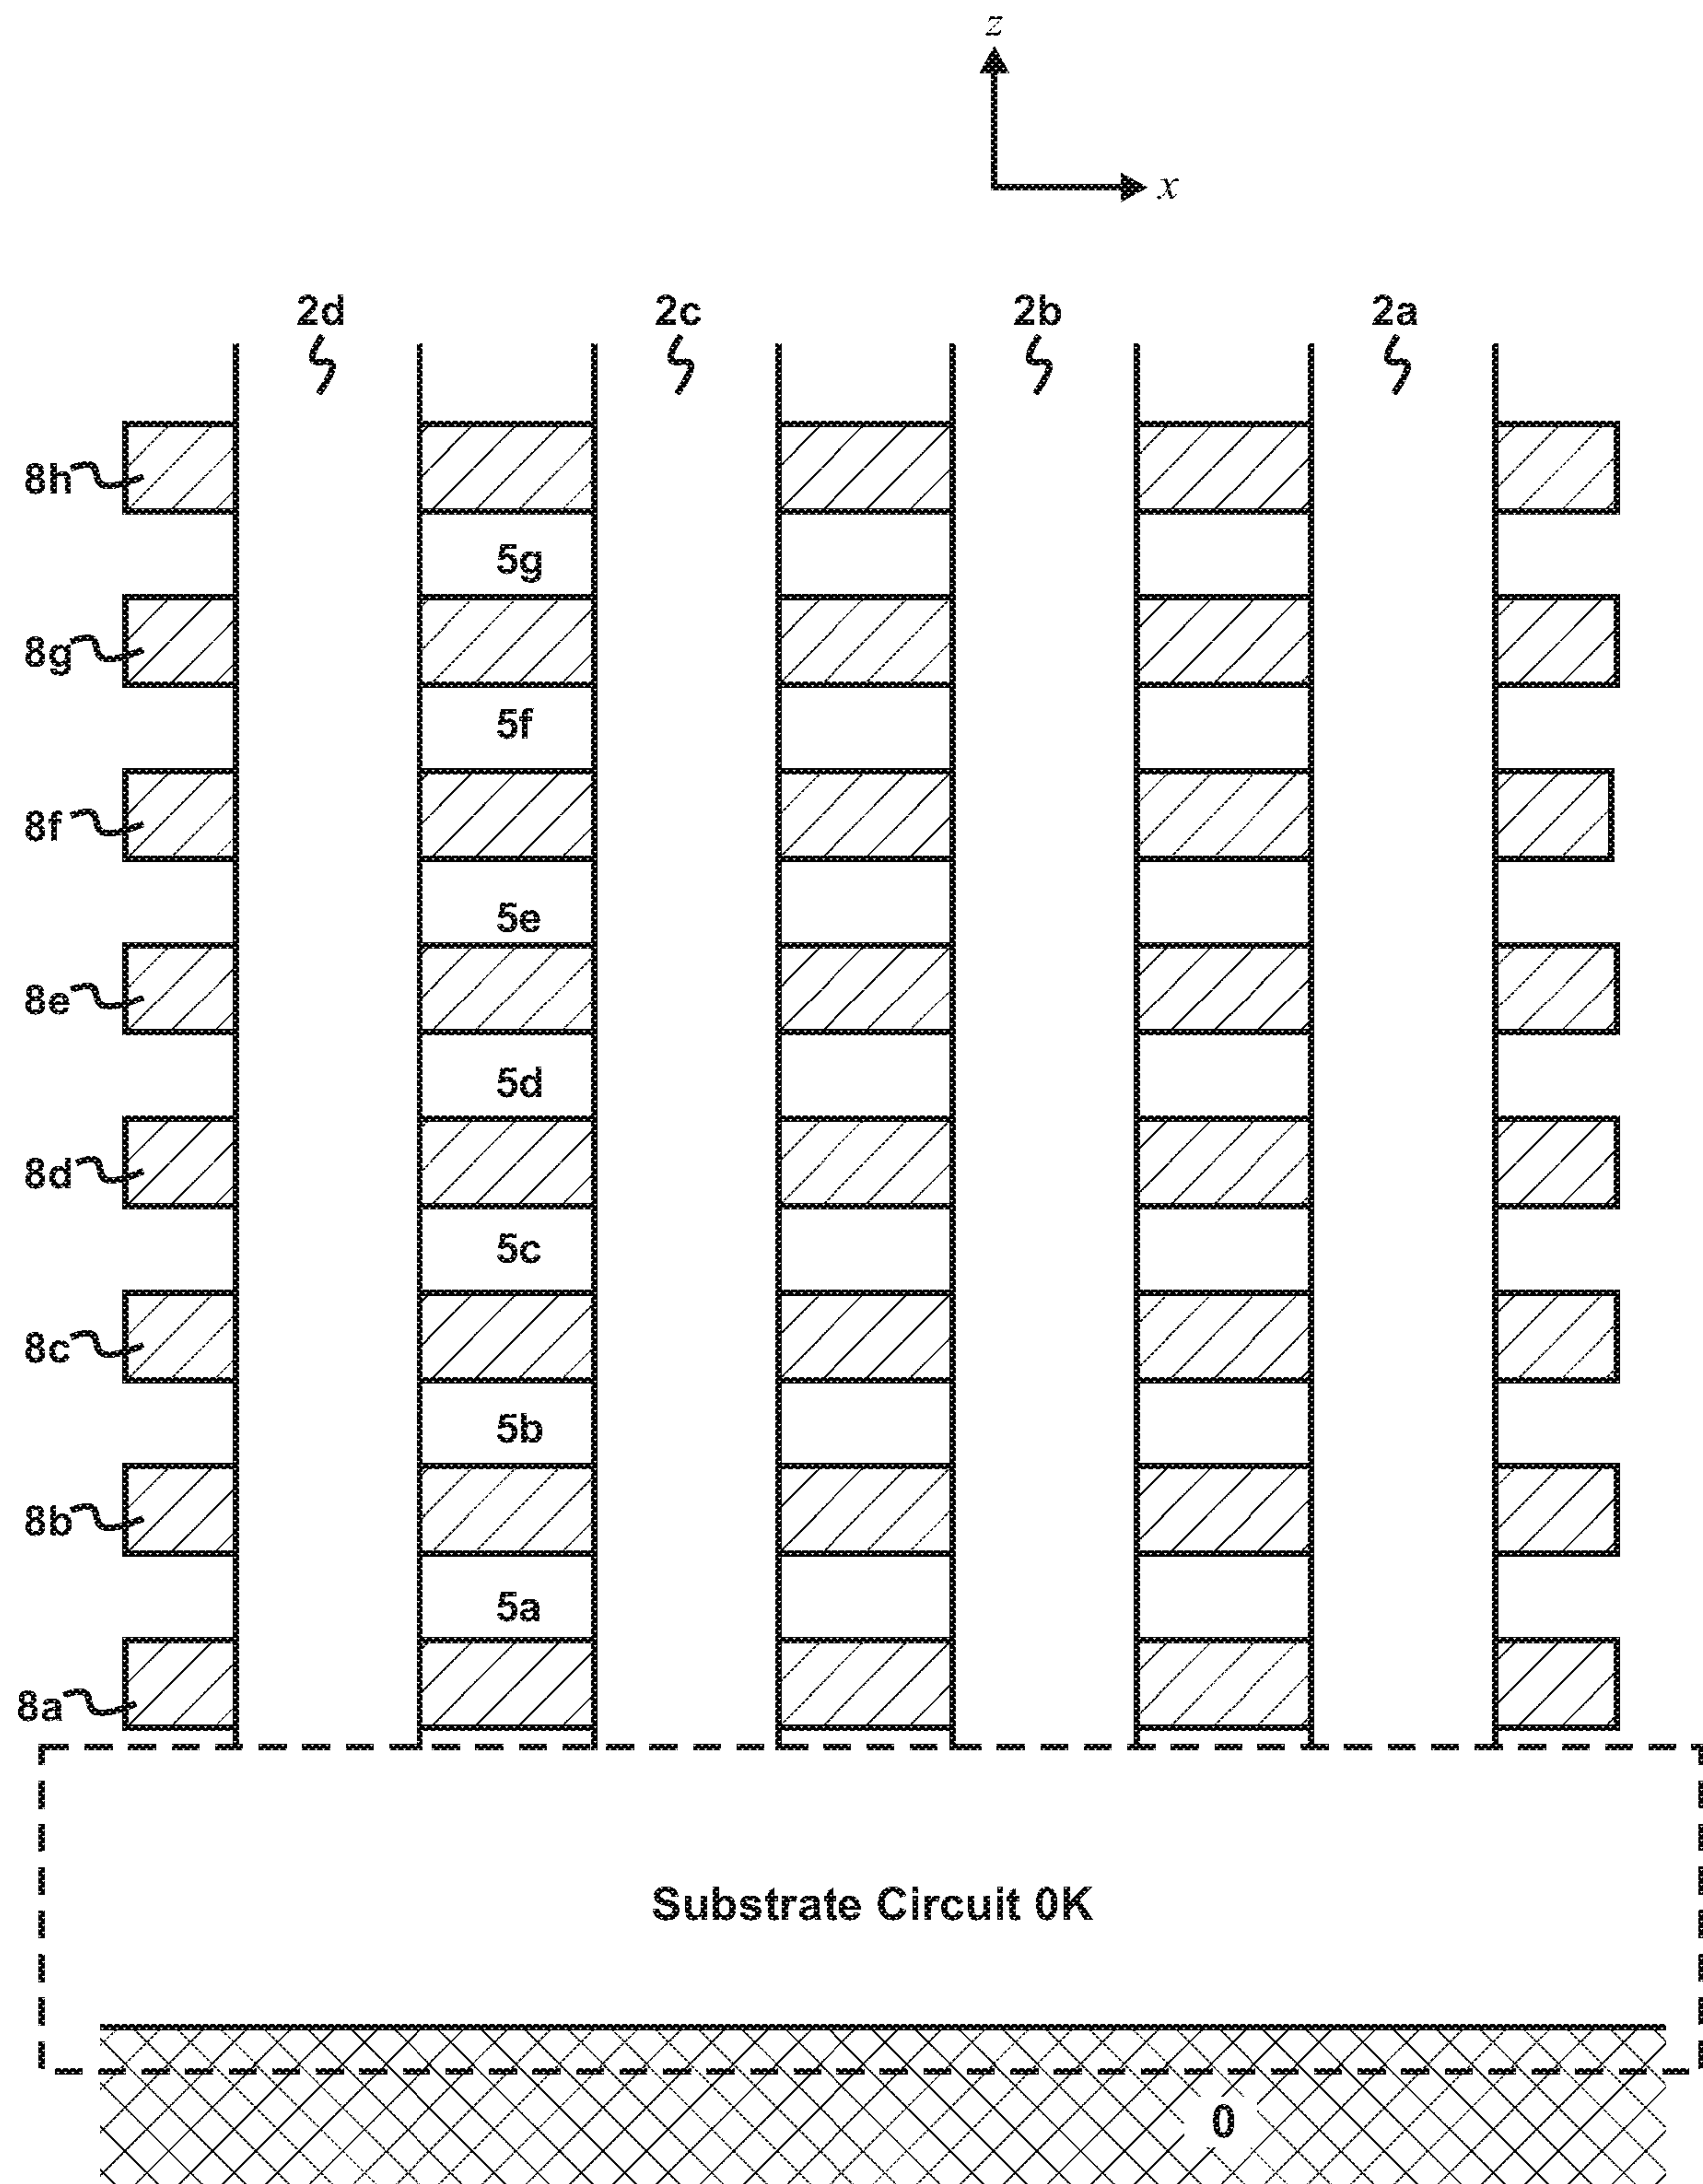 z
x
2d 2c 2b 2a
8h
5g
8g
5f
8f
5e
8e
5d
8d
5c
8c
5b
8b
5a
8a
Substrate Circuit 0K
0